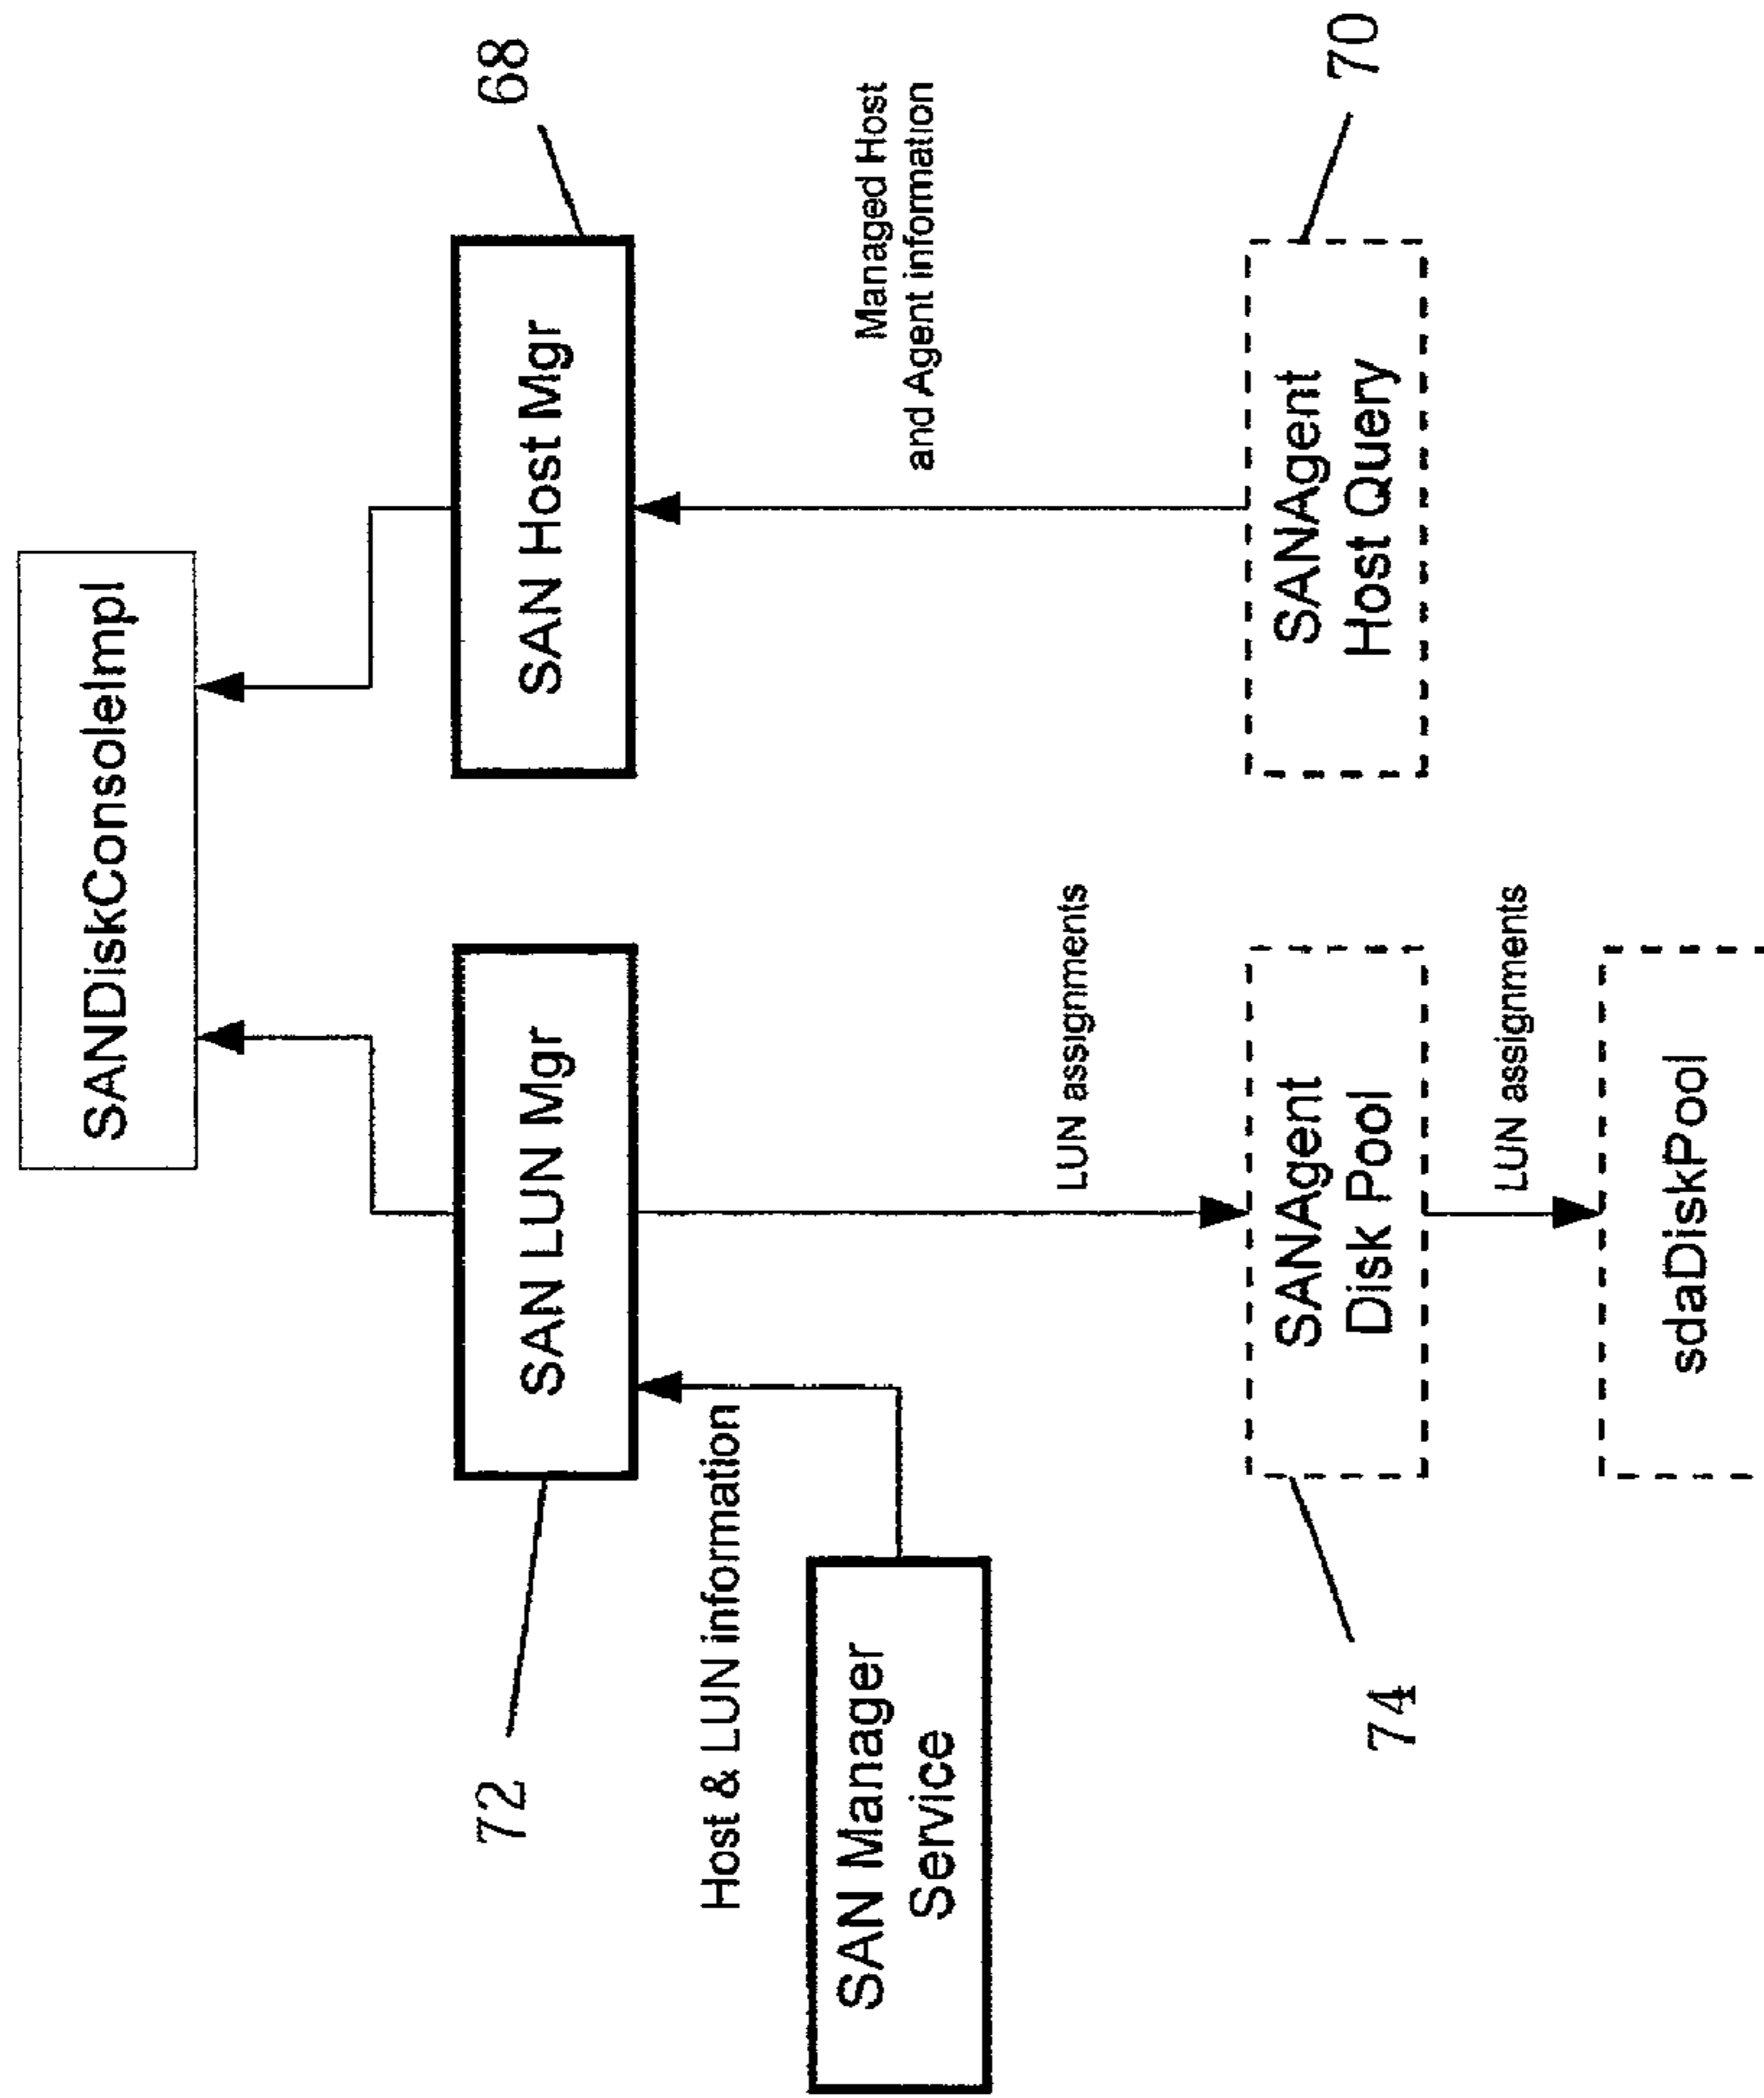 SANDiskConsoleImpl
72
SAN LUN Mgr
SAN Host Mgr
68
Host & LUN information
Managed Host
and Agent information
SAN Manager
Service
LUN assignments
74
SANAgent
Disk Pool
SANAgent
Host Query
70
LUN assignments
sdaDiskPool